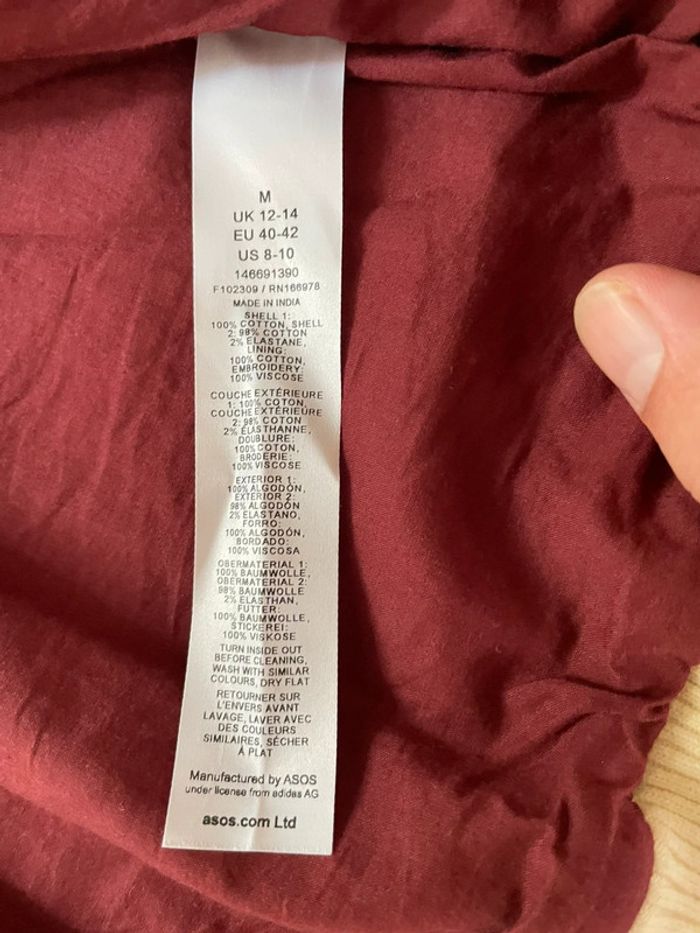 M
UK 12-14
EU 40-42
US 8-10
146691390
F102309 / RN166978
MADE IN INDIA
SHELL 1:
100% COTTON, SHELL
2: 98% COTTON
2% ELASTANE,
LINING:
100% COTTON,
EMBROIDERY:
100% VISCOSE
COUCHE EXTÉRIEURE
1: 100% COTON,
COUCHE EXTÉRIEURE
2: 98% COTON
2% ÉLASTHANNE,
DOUBLURE:
100% COTON,
BRODERIE:
100% VISCOSE
EXTERIOR 1:
100% ALGODÓN,
EXTERIOR 2:
98% ALGODÓN
2% ELASTANO,
FORRO:
100% ALGODÓN,
BORDADO:
100% VISCOSA
OBERMATERIAL 1:
100% BAUMWOLLE,
OBERMATERIAL 2:
98% BAUMWOLLE
2% ELASTHAN,
FUTTER:
100% BAUMWOLLE,
STICKEREI:
100% VISKOSE
TURN INSIDE OUT
BEFORE CLEANING,
WASH WITH SIMILAR
COLOURS, DRY FLAT
RETOURNER SUR
L'ENVERS AVANT
LAVAGE, LAVER AVEC
DES COULEURS
SIMILAIRES, SÉCHER
À PLAT
Manufactured by ASOS
under license from adidas AG
asos.com Ltd